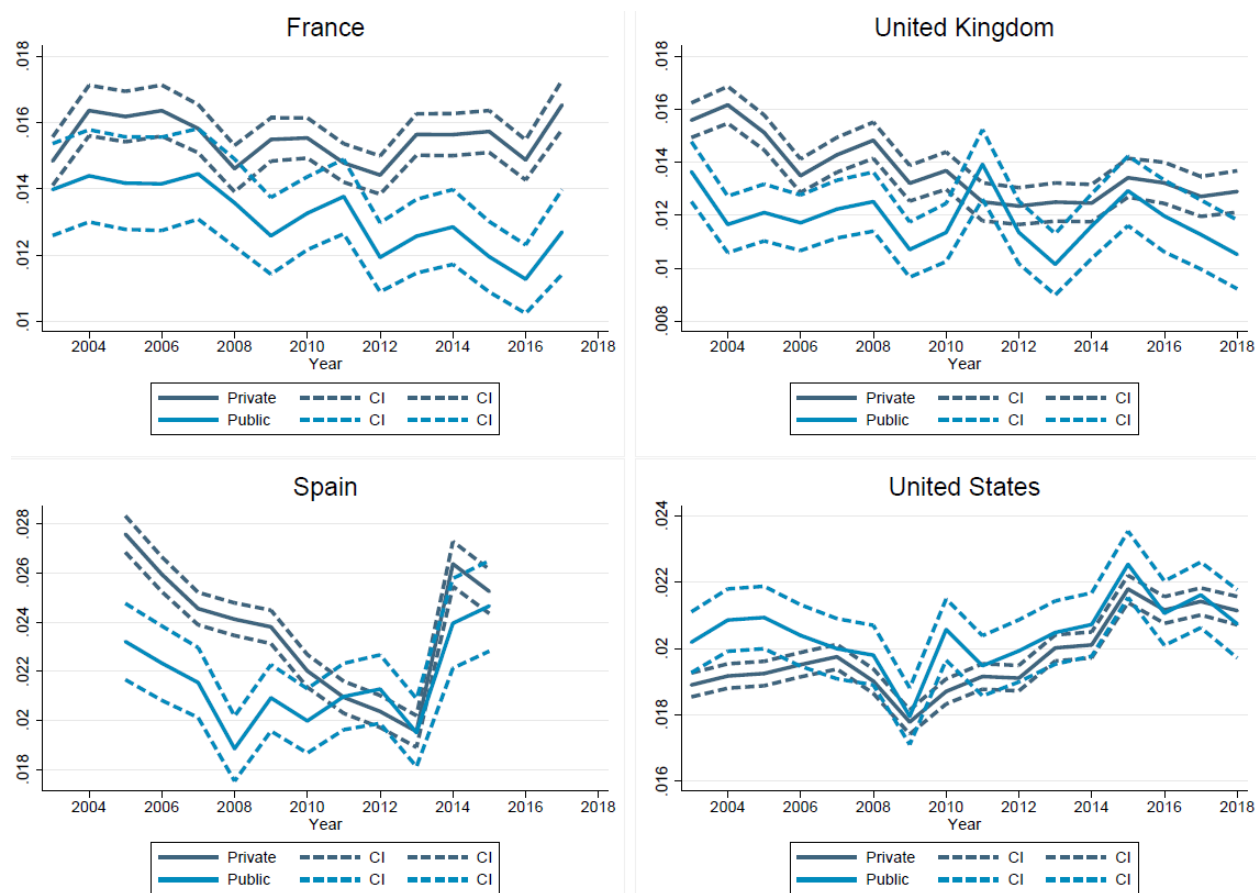 France
.018
.016
.014
.012
.01
2004 2006 2008 2010 2012 2014 2016 2018
Year
Private CI CI
Public CI CI
United Kingdom
.018
.016
.014
.012
.01
.008
2004 2006 2008 2010 2012 2014 2016 2018
Year
Private CI CI
Public CI CI
Spain
.028
.026
.024
.022
.02
.018
2004 2006 2008 2010 2012 2014 2016 2018
Year
Private CI CI
Public CI CI
United States
.024
.022
.02
.018
.016
2004 2006 2008 2010 2012 2014 2016 2018
Year
Private CI CI
Public CI CI